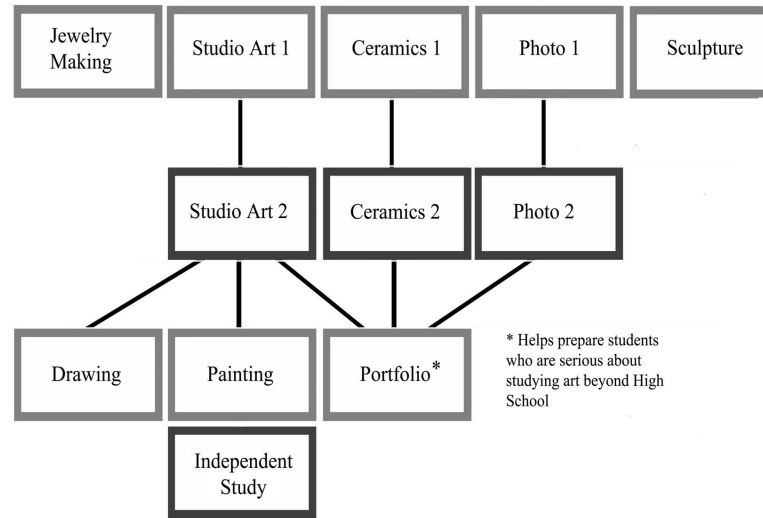 Jewelry
Making
Studio Art 1
Ceramics 1
Photo 1
Sculpture
Studio Art 2
Ceramics 2
Photo 2
Drawing
Painting
Portfolio*
* Helps prepare students
who are serious about
studying art beyond High
School
Independent
Study